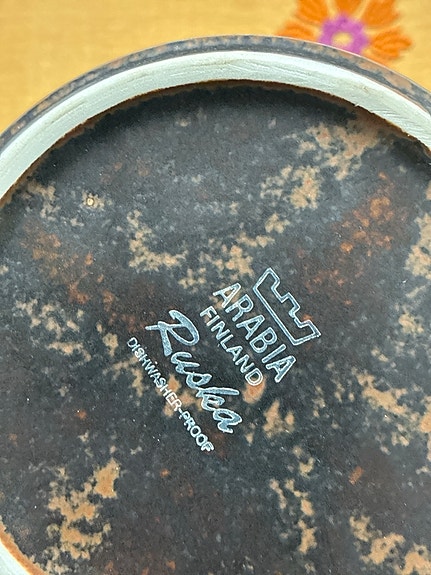 ARABIA
FINLAND
Ruska
DISHWASHER-PROOF